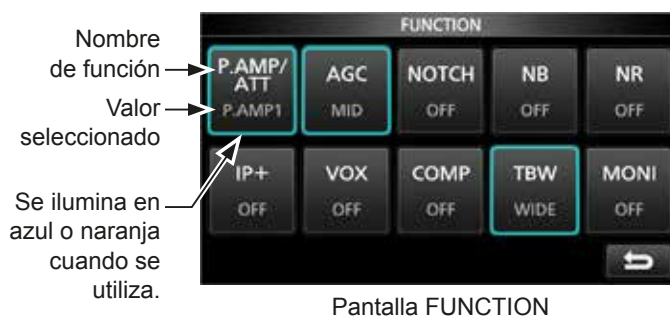 Nombre
de función
Valor
seleccionado
Se ilumina en
azul o naranja
cuando se
utiliza.
FUNCTION
P.AMP/
ATT
P.AMP1
AGC
MID
NOTCH
OFF
NB
OFF
NR
OFF
IP+
OFF
VOX
OFF
COMP
OFF
TBW
WIDE
MONI
OFF
Pantalla FUNCTION